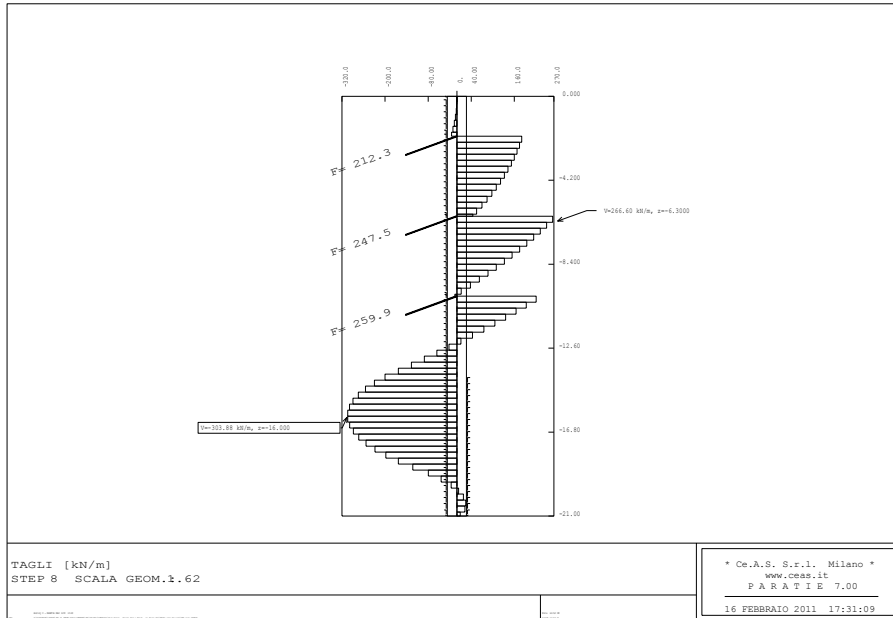 -320.0
-200.0
-80.00
0.
40.00
160.0
270.0
0.000
F= 212.3
-4.200
V=266.60 kN/m, z=-6.3000
F= 247.5
-8.400
F= 259.9
-12.60
V=-303.88 kN/m, z=-16.000
-16.80
-21.00
TAGLI [kN/m]
STEP 8 SCALA GEOM.1.62
* Ce.A.S. S.r.l. Milano *
www.ceas.it
P A R A T I E 7.00
16 FEBBRAIO 2011 17:31:09